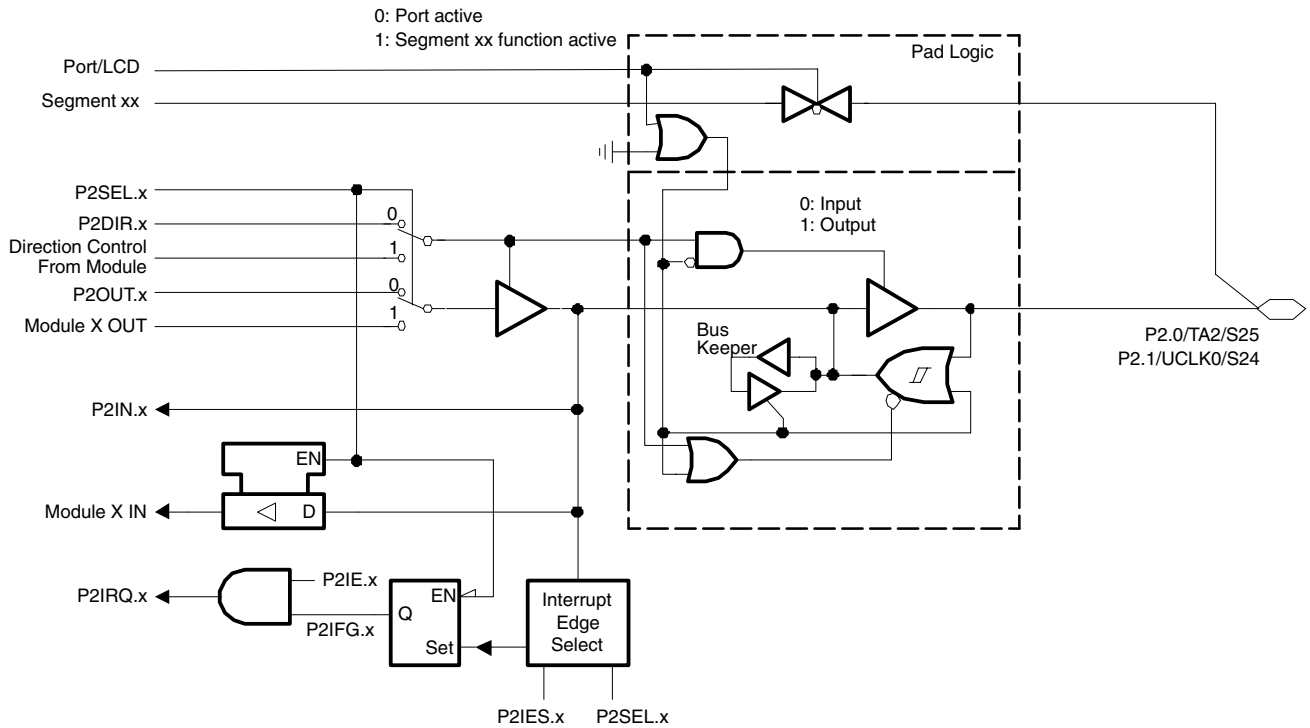 0: Port active
1: Segment xx function active
Pad Logic
Port/LCD
Segment xx
P2SEL.x
P2DIR.x
0
Direction Control
From Module
1
0: Input
1: Output
P2OUT.x
0
Module X OUT
1
Bus
Keeper
P2.0/TA2/S25
P2.1/UCLK0/S24
P2IN.x
EN
Module X IN
D
P2IRQ.x
P2IE.x
P2IFG.x
EN
Q
Set
Interrupt
Edge
Select
P2IES.x
P2SEL.x